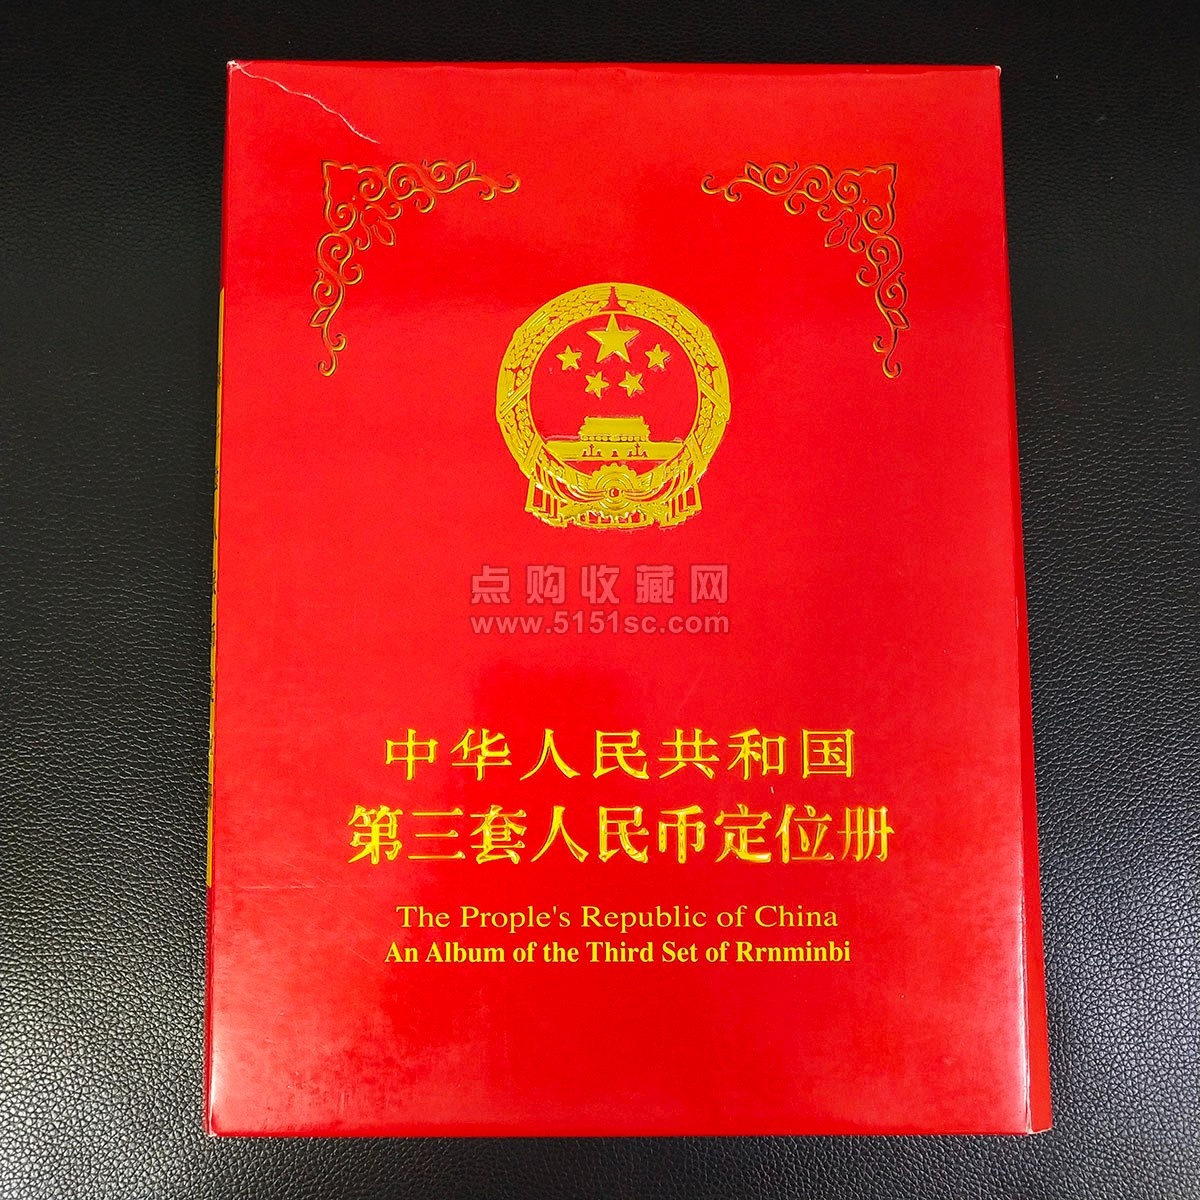 点购收藏网
www.5151sc.com
中华人民共和国
第三套人民币定位册
The Prople's Republic of China
An Album of the Third Set of Rrnminbi